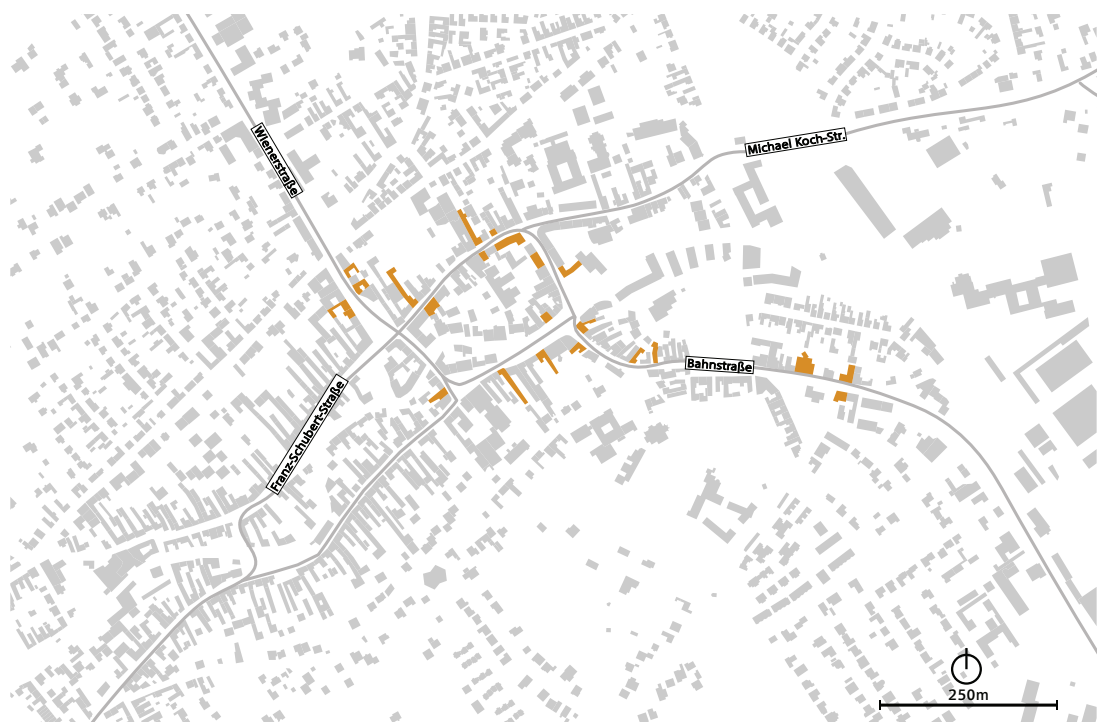 Wienerstraße
Michael Koch-Str.
Bahnstraße
Franz-Schubert-Straße
250m